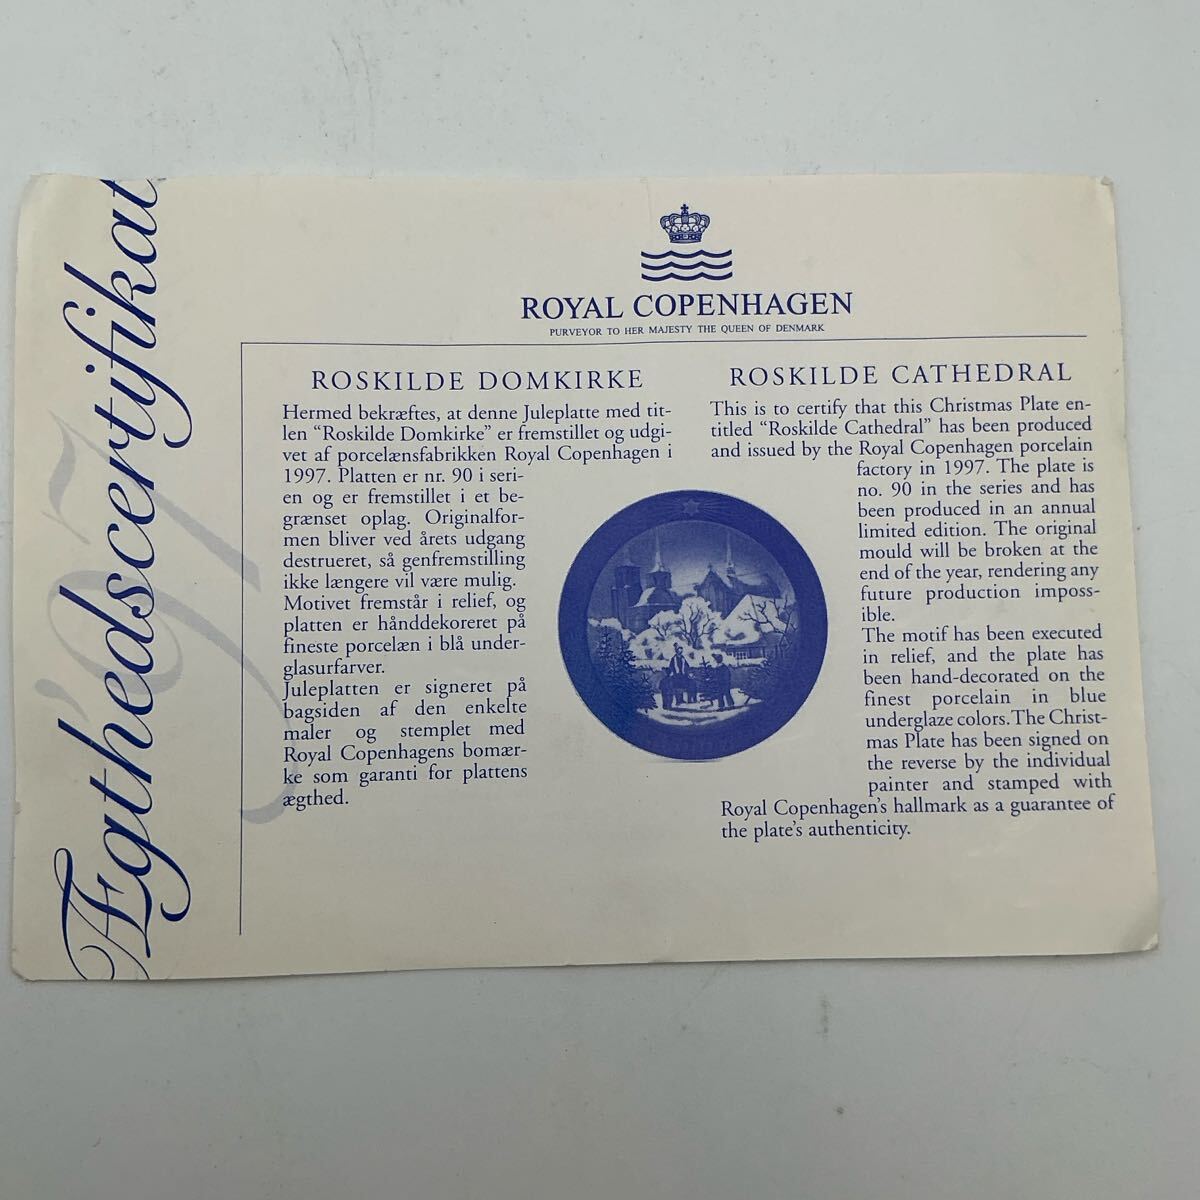 Ægthedscertifikat
'97
ROYAL COPENHAGEN
PURVEYOR TO HER MAJESTY THE QUEEN OF DENMARK
ROSKILDE DOMKIRKE
Hermed bekræftes, at denne Juleplatte med tit-
len “Roskilde Domkirke” er fremstillet og udgi-
vet af porcelænsfabrikken Royal Copenhagen i
1997. Platten er nr. 90 i seri-
en og er fremstillet i et be-
grænset oplag. Originalfor-
men bliver ved årets udgang
destrueret, så genfremstilling
ikke længere vil være mulig.
Motivet fremstår i relief, og
platten er hånddekoreret på
fineste porcelæn i blå under-
glasurfarver.
Juleplatten er signeret på
bagsiden af den enkelte
maler og stemplet med
Royal Copenhagens bomær-
ke som garanti for plattens
ægthed.
ROSKILDE CATHEDRAL
This is to certify that this Christmas Plate en-
titled “Roskilde Cathedral” has been produced
and issued by the Royal Copenhagen porcelain
factory in 1997. The plate is
no. 90 in the series and has
been produced in an annual
limited edition. The original
mould will be broken at the
end of the year, rendering any
future production imposs-
ible.
The motif has been executed
in relief, and the plate has
been hand-decorated on the
finest porcelain in blue
underglaze colors. The Christ-
mas Plate has been signed on
the reverse by the individual
painter and stamped with
Royal Copenhagen's hallmark as a guarantee of
the plate's authenticity.